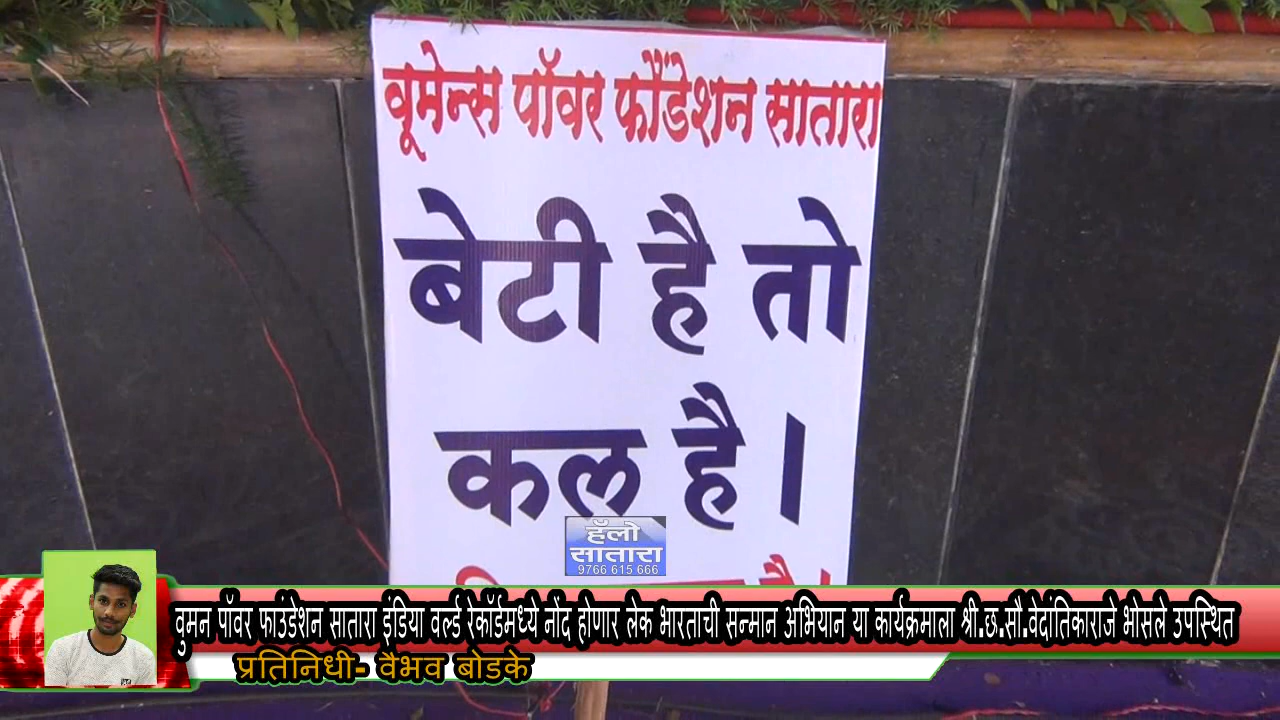 वूमेन्स पॉवर फौंडेशन सातारा
बेटी है तो
कल है।
हॅलो
सातारा
9766 615 666
वुमन पॉवर फाउंडेशन सातारा इंडिया वर्ल्ड रेकॉर्डमध्ये नोंद होणार लेक भारताची सन्मान अभियान या कार्यक्रमाला श्री.छ.सौ.वेदांतिकाराजे भोसले उपस्थित
प्रतिनिधी- वैभव बोडके